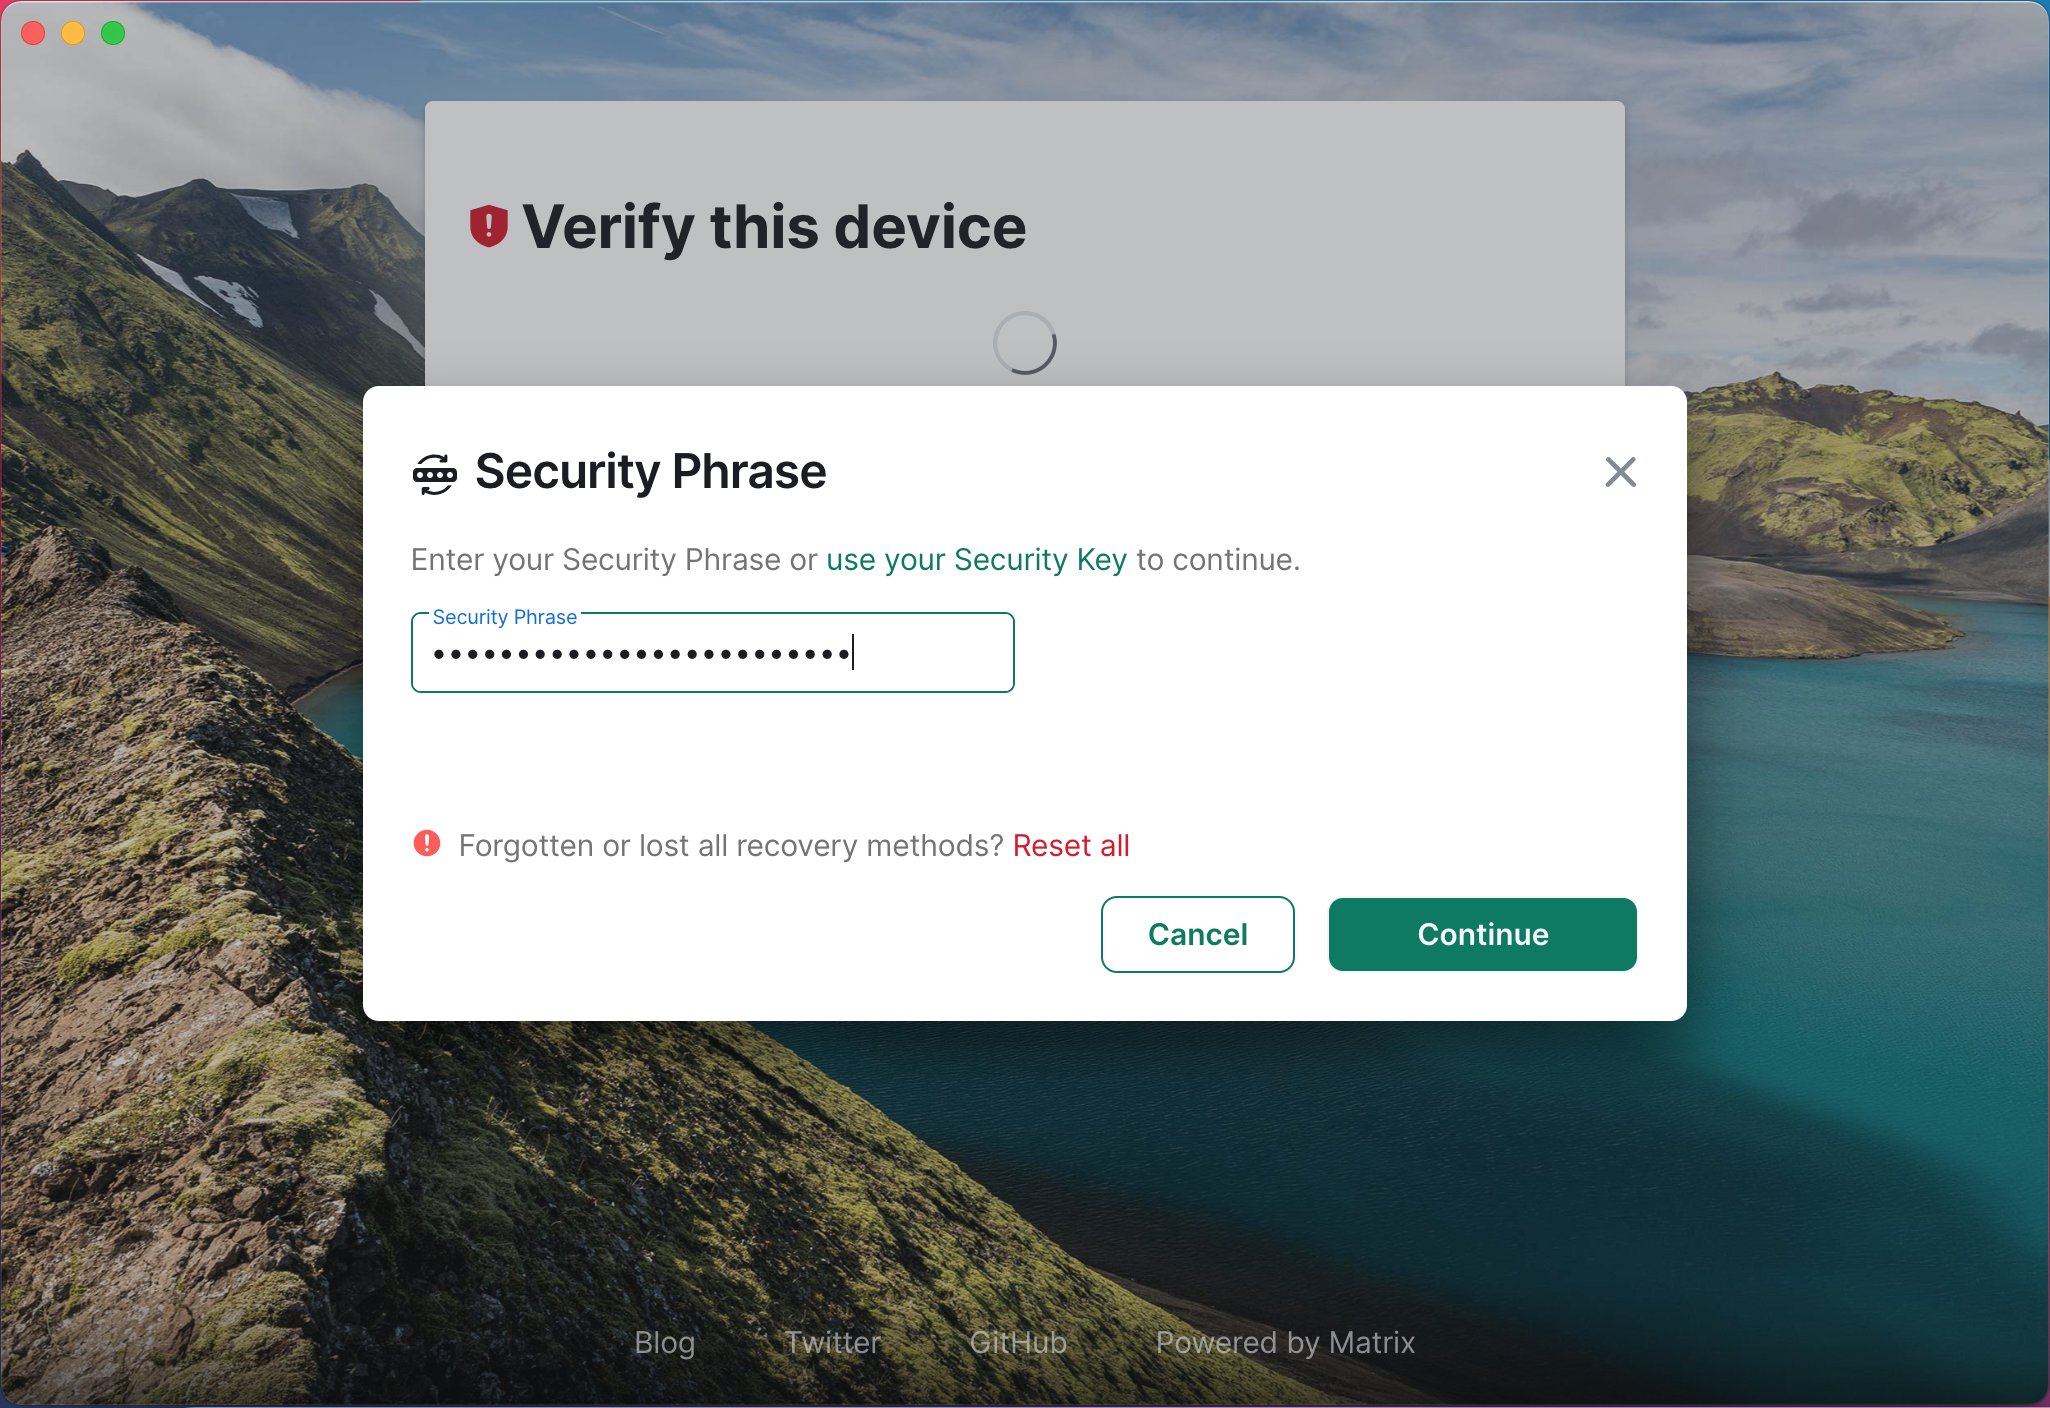 Verify this device
Security Phrase
Enter your Security Phrase or use your Security Key to continue.
Security Phrase
•••••••••••••••••••••••••
Forgotten or lost all recovery methods? Reset all
Cancel Continue
Blog Twitter GitHub Powered by Matrix